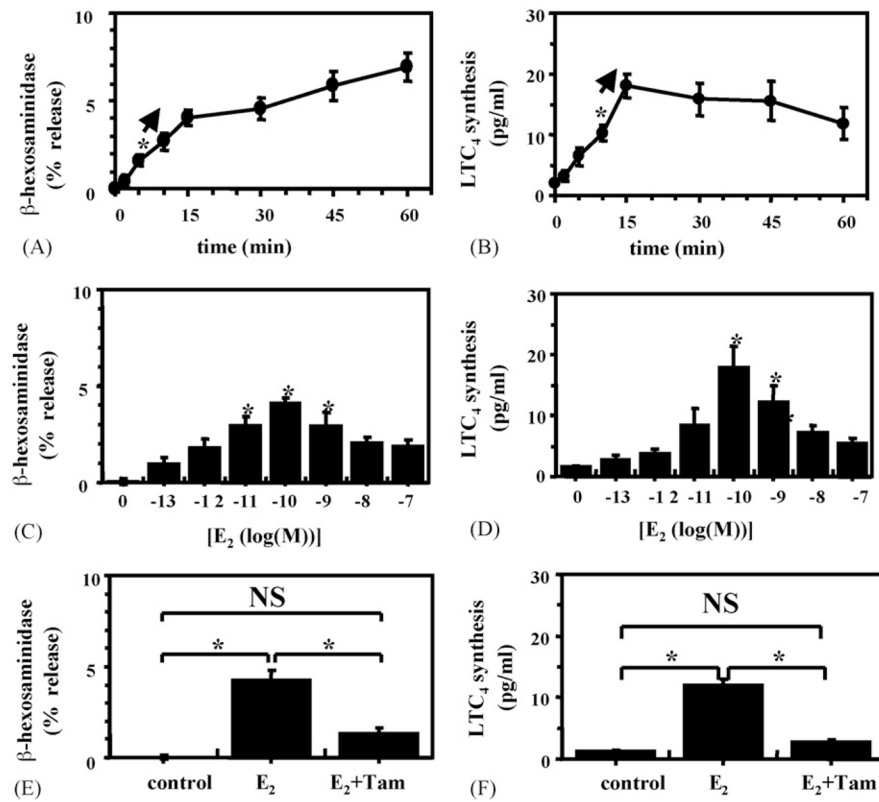 β-hexosaminidase
(% release)
10
5
0
*
0 15 30 45 60
time (min)
(A)
LTC₄ synthesis
(pg/ml)
30
20
10
0
*
0 15 30 45 60
time (min)
(B)
β-hexosaminidase
(% release)
10
5
0
* * *
0 -13 -1 2 -11 -10 -9 -8 -7
[E₂ (log(M))]
(C)
LTC₄ synthesis
(pg/ml)
30
20
10
0
* *
*
0 -13 -1 2 -11 -10 -9 -8 -7
[E₂ (log(M))]
(D)
β-hexosaminidase
(% release)
10
5
0
NS
* *
control E₂ E₂+Tam
(E)
LTC₄ synthesis
(pg/ml)
30
20
10
0
NS
* *
control E₂ E₂+Tam
(F)